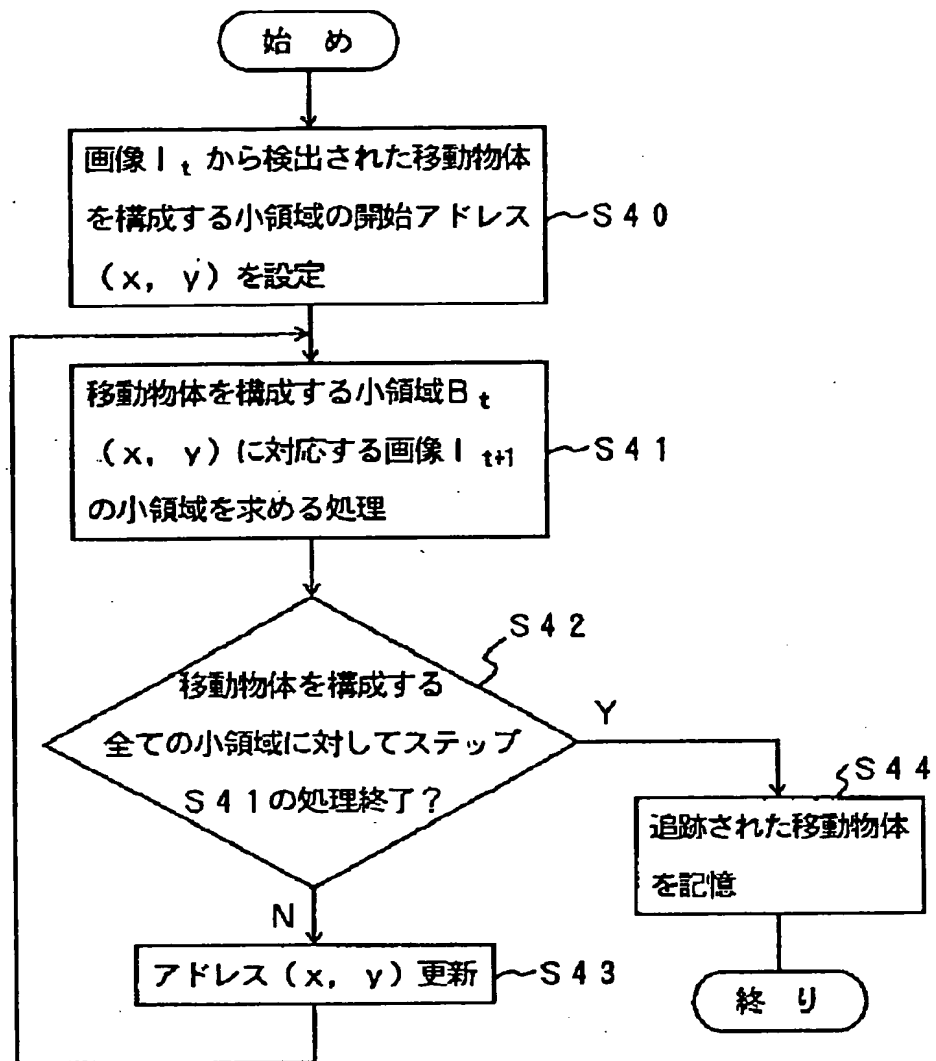 始 め
画像Iₜ から検出された移動物体
を構成する小領域の開始アドレス
(x, y)を設定
S40
移動物体を構成する小領域Bₜ
(x, y)に対応する画像Iₜ₊₁
の小領域を求める処理
S41
S42
移動物体を構成する
全ての小領域に対してステップ
S41の処理終了?
Y
S44
追跡された移動物体
を記憶
N
アドレス(x, y)更新
S43
終 り